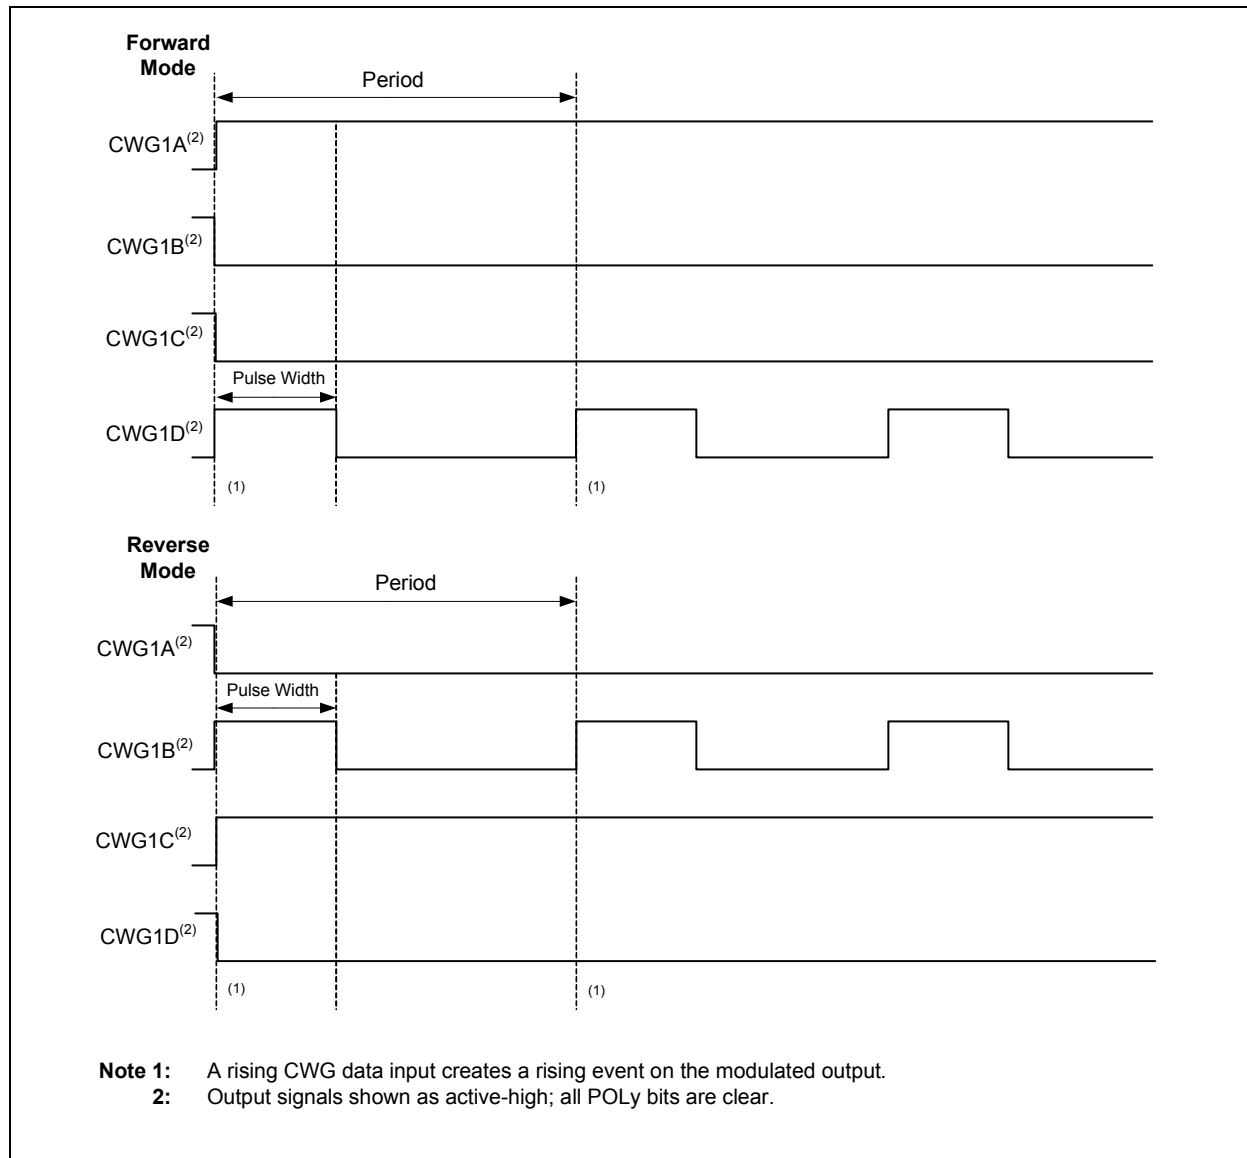 Forward
Mode
Period
CWG1A(2)
CWG1B(2)
CWG1C(2)
Pulse Width
CWG1D(2)
(1) (1)
Reverse
Mode
Period
CWG1A(2)
Pulse Width
CWG1B(2)
CWG1C(2)
CWG1D(2)
(1) (1)
Note 1: A rising CWG data input creates a rising event on the modulated output.
2: Output signals shown as active-high; all POLy bits are clear.